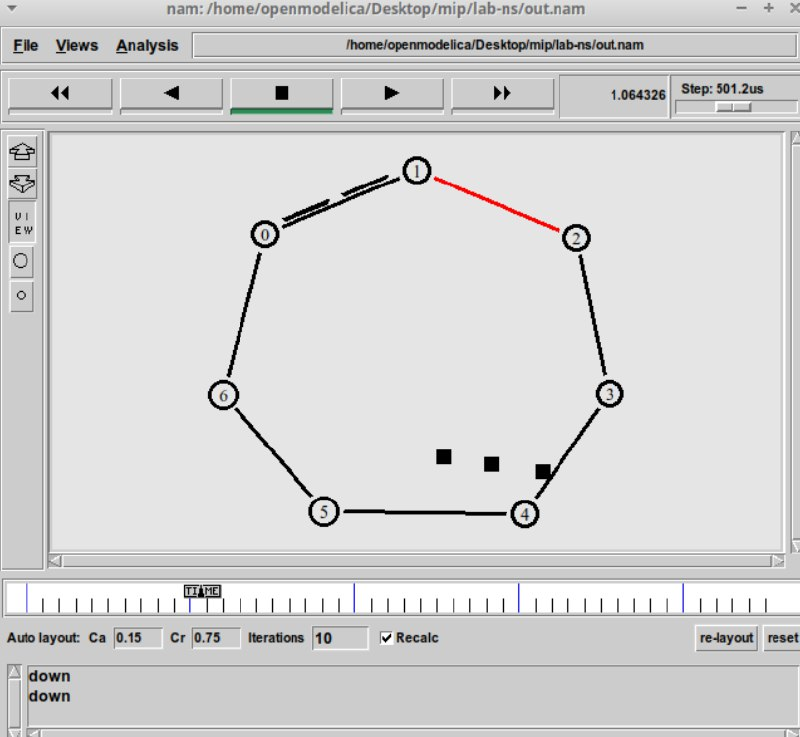 nam: /home/openmodelica/Desktop/mip/lab-ns/out.nam
File Views Analysis /home/openmodelica/Desktop/mip/lab-ns/out.nam
1.064326 Step: 501.2us
VI
EW
1
0
2
6
3
5
4
TIME
Auto layout: Ca 0.15 Cr 0.75 Iterations 10 Recalc re-layout reset
down
down